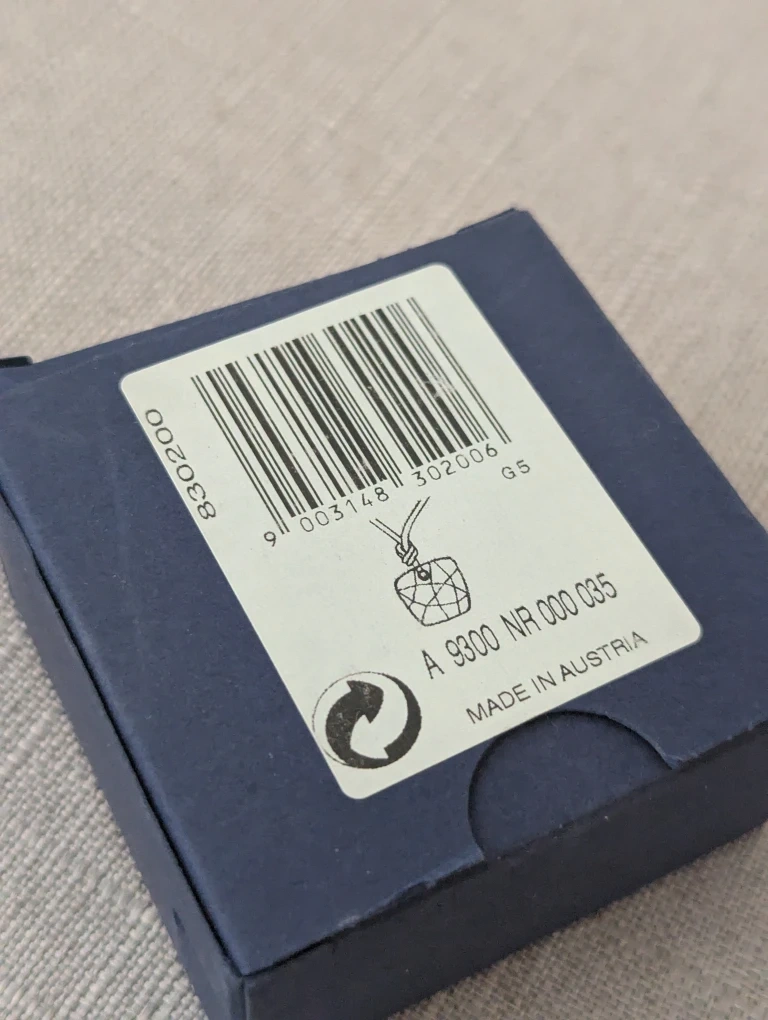 830200
9 003148 302006
G5
A 9300 NR 000 035
MADE IN AUSTRIA